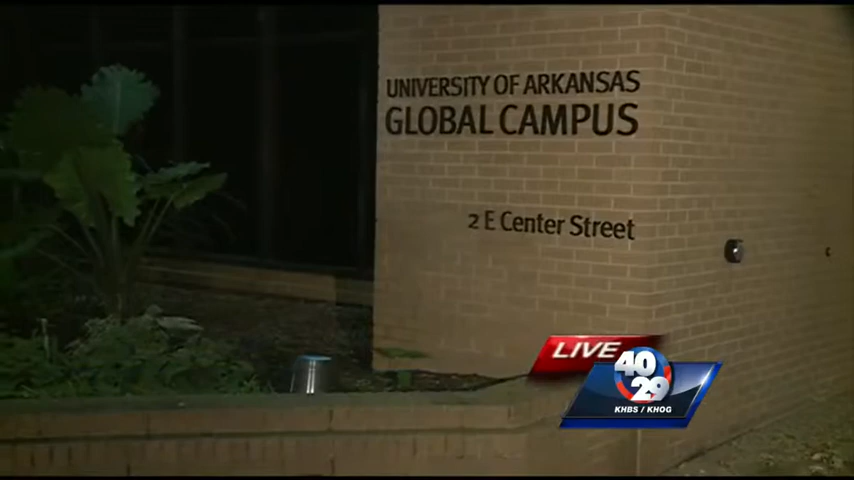 UNIVERSITY OF ARKANSAS
GLOBAL CAMPUS
2 E Center Street
LIVE
40
29
KHBS / KHOG